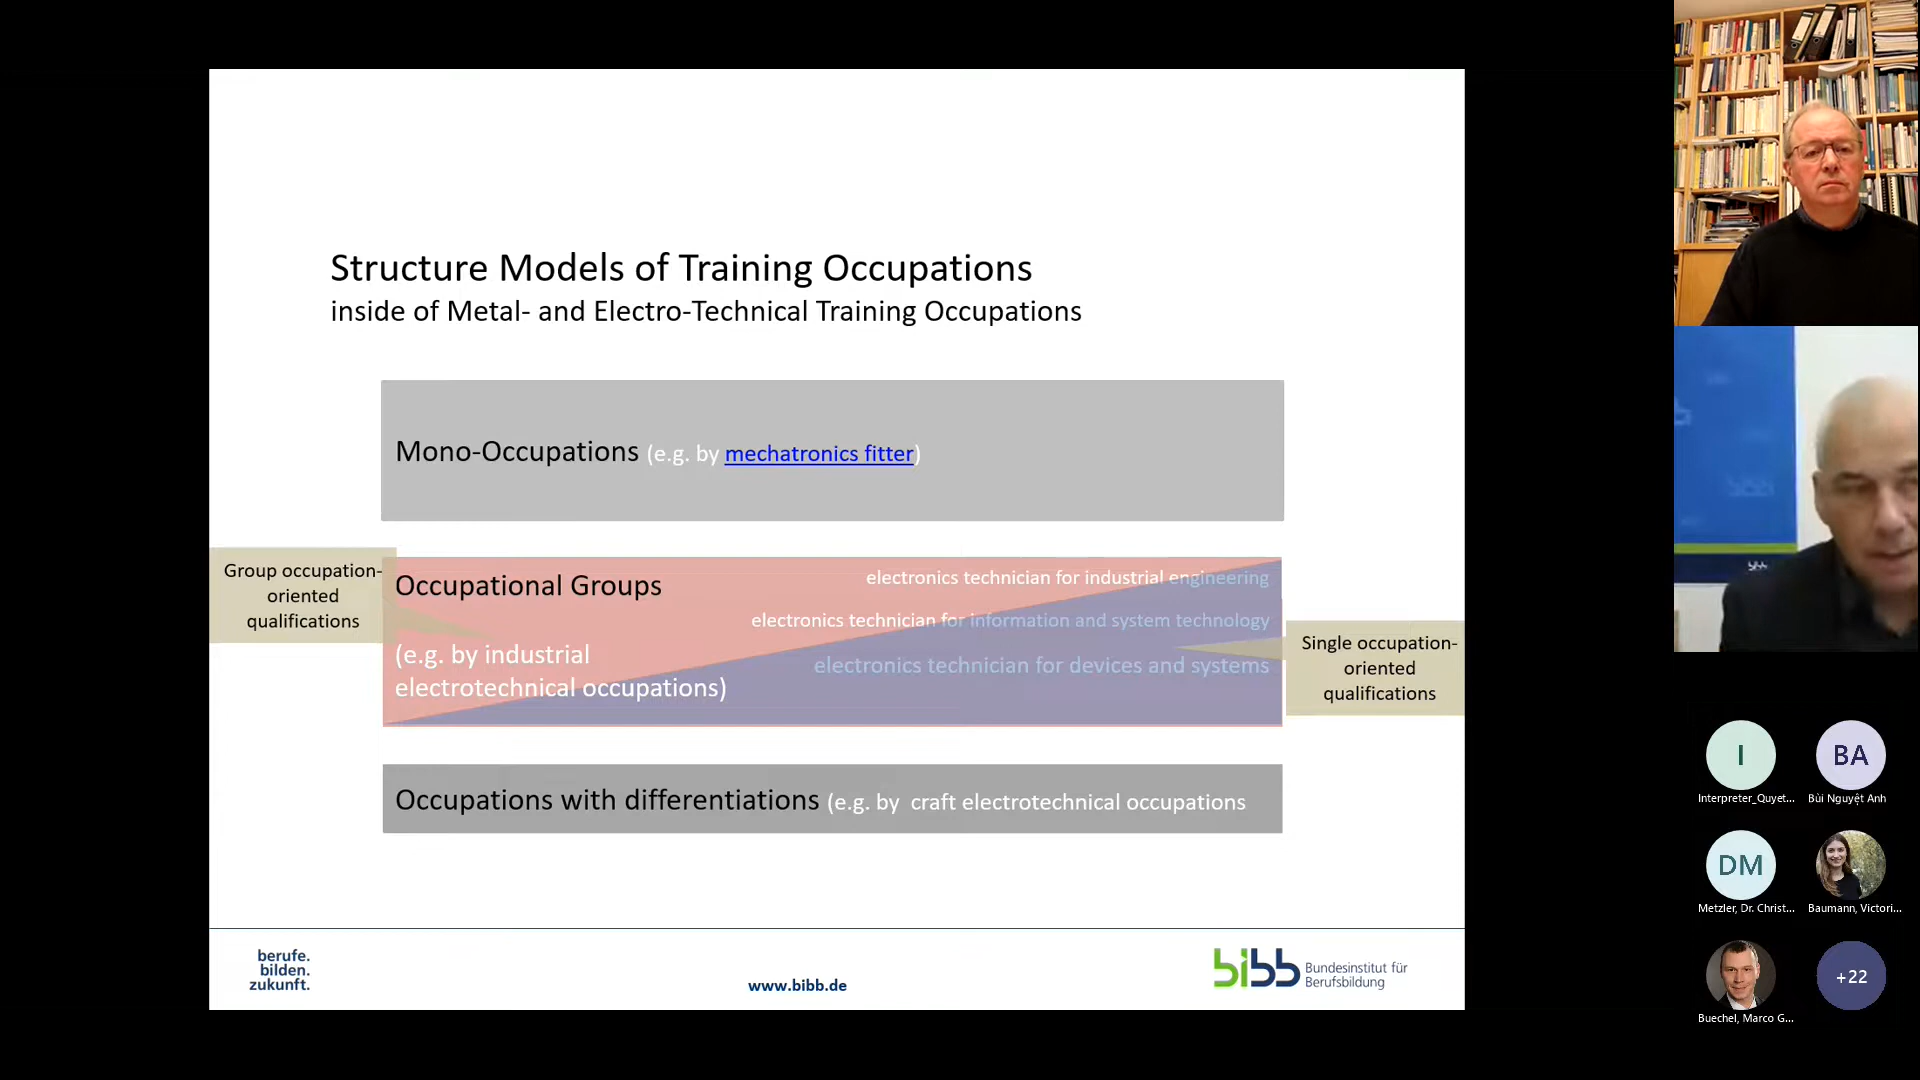 Structure Models of Training Occupations
inside of Metal- and Electro-Technical Training Occupations
Mono-Occupations (e.g. by mechatronics fitter)
Group occupation-
oriented
qualifications
Occupational Groups
(e.g. by industrial
electrotechnical occupations)
electronics technician for industrial engineering
electronics technician for information and system technology
electronics technician for devices and systems
Single occupation-
oriented
qualifications
Occupations with differentiations (e.g. by craft electrotechnical occupations
berufe.
bilden.
zukunft.
www.bibb.de
bibb Bundesinstitut für
Berufsbildung
I
Interpreter_Quyet...
BA
Bùi Nguyệt Anh
DM
Metzler, Dr. Christ...
Baumann, Victori...
Buechel, Marco G...
+22